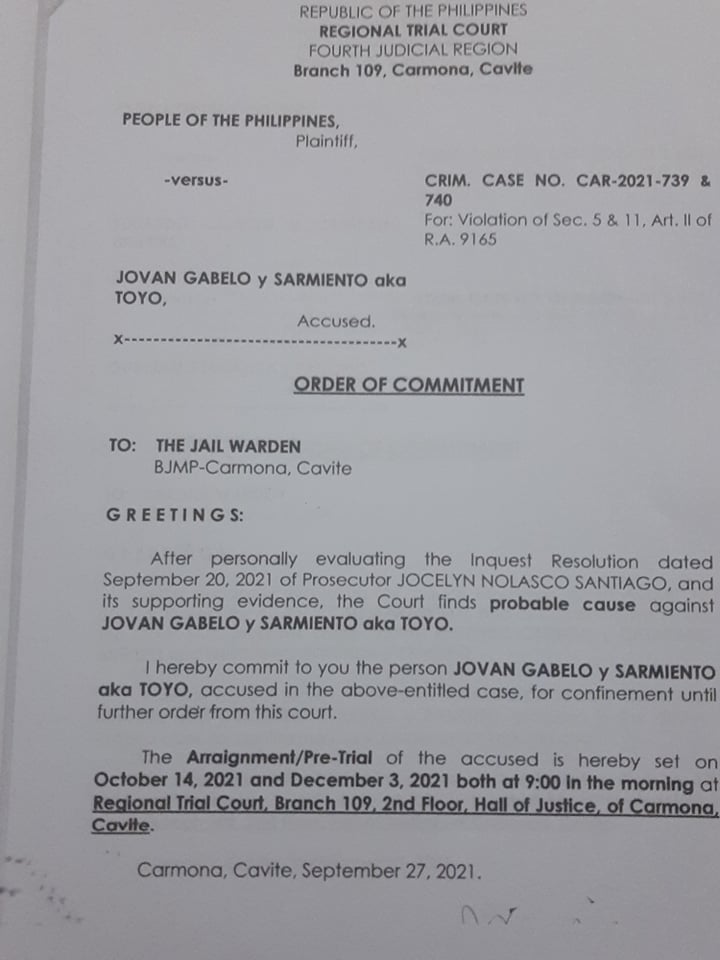 REPUBLIC OF THE PHILIPPINES
REGIONAL TRIAL COURT
FOURTH JUDICIAL REGION
Branch 109, Carmona, Cavite
PEOPLE OF THE PHILIPPINES,
Plaintiff,
-versus-
CRIM. CASE NO. CAR-2021-739 &
740
For: Violation of Sec. 5 & 11, Art. II of
R.A. 9165
JOVAN GABELO y SARMIENTO aka
TOYO,
Accused.
x-------------------------------------x
ORDER OF COMMITMENT
TO: THE JAIL WARDEN
BJMP-Carmona, Cavite
G R E E T I N G S:
After personally evaluating the Inquest Resolution dated
September 20, 2021 of Prosecutor JOCELYN NOLASCO SANTIAGO, and
its supporting evidence, the Court finds probable cause against
JOVAN GABELO y SARMIENTO aka TOYO.
I hereby commit to you the person JOVAN GABELO y SARMIENTO
aka TOYO, accused in the above-entitled case, for confinement until
further order from this court.
The Arraignment/Pre-Trial of the accused is hereby set on
October 14, 2021 and December 3, 2021 both at 9:00 in the morning at
Regional Trial Court, Branch 109, 2nd Floor, Hall of Justice, of Carmona,
Cavite.
Carmona, Cavite, September 27, 2021.